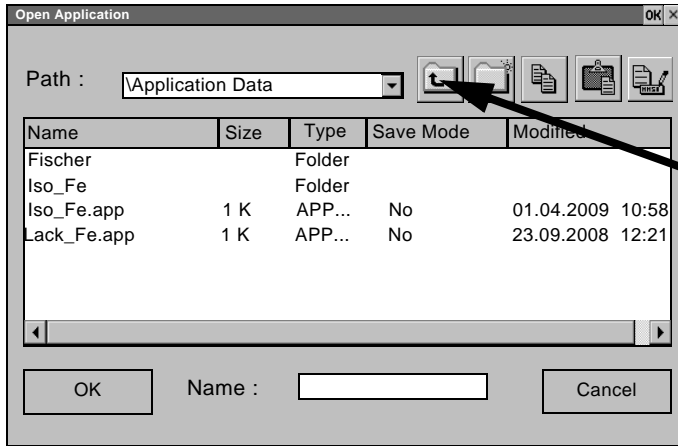 Open Application OK ×
Path : \Application Data
Name Size Type Save Mode Modified
Fischer Folder
Iso_Fe Folder
Iso_Fe.app 1 K APP... No 01.04.2009 10:58
Lack_Fe.app 1 K APP... No 23.09.2008 12:21
OK Name : Cancel